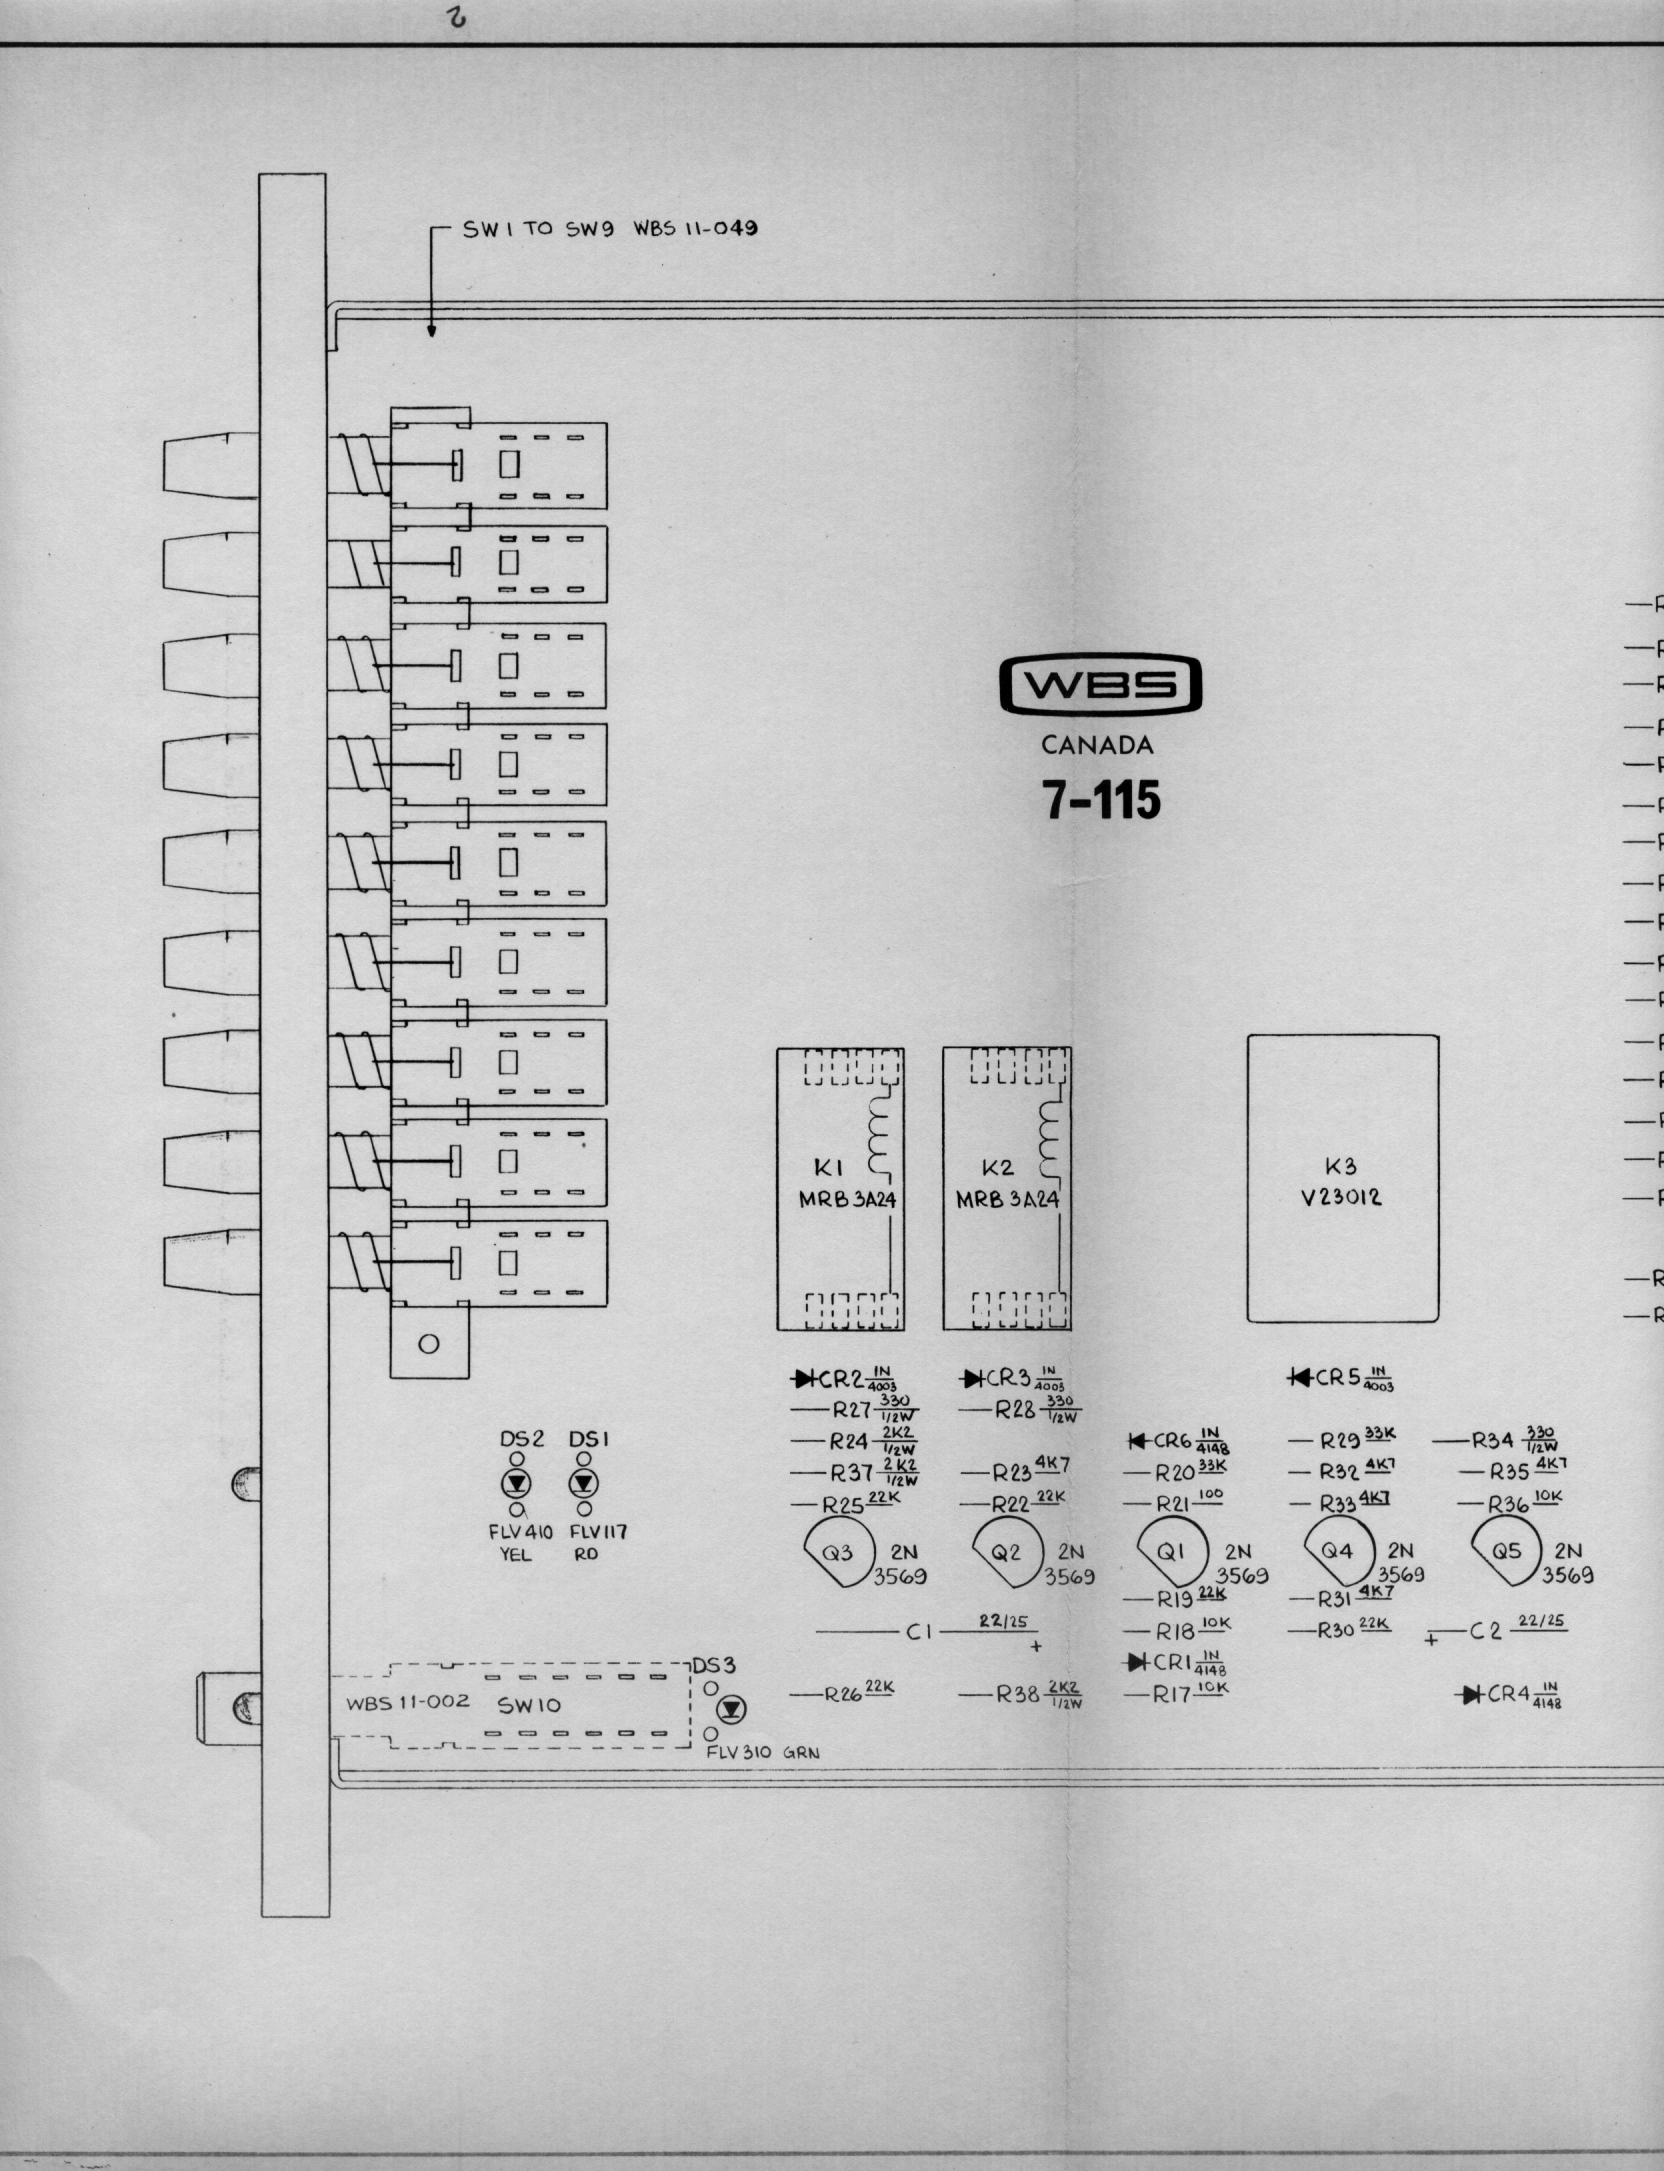 2
SW1 TO SW9 WBS 11-049
WBS
CANADA
7-115
K1
MRB 3A24
K2
MRB 3A24
K3
V23012
CR2 1N/4003
CR3 1N/4003
CR5 1N/4003
R27 330 1/2W
R28 330 1/2W
R24 2K2 1/2W
CR6 1N/4148
R29 33K
R34 330 1/2W
R37 2K2 1/2W
R23 4K7
R20 33K
R32 4K7
R35 4K7
R25 22K
R22 22K
R21 100
R33 4K7
R36 10K
DS2 DS1
FLV410 FLV117
YEL RD
Q3 2N 3569
Q2 2N 3569
Q1 2N 3569
Q4 2N 3569
Q5 2N 3569
R19 22K
R31 4K7
C1 22/25 +
R18 10K
R30 22K
+ C2 22/25
CR1 1N/4148
R26 22K
R38 2K2 1/2W
R17 10K
CR4 1N/4148
DS3
WBS 11-002 SW10
FLV310 GRN